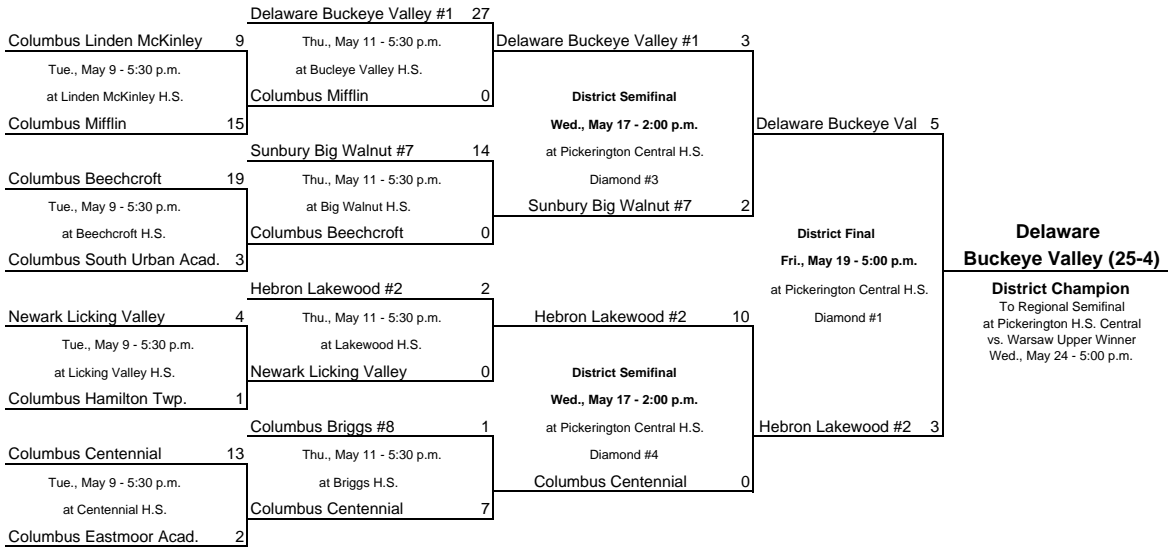 Delaware Buckeye Valley #1 27
Columbus Linden McKinley 9
Thu., May 11 - 5:30 p.m.
Delaware Buckeye Valley #1 3
Tue., May 9 - 5:30 p.m.
at Bucleye Valley H.S.
at Linden McKinley H.S.
Columbus Mifflin 0
District Semifinal
Columbus Mifflin 15
Wed., May 17 - 2:00 p.m.
Delaware Buckeye Val 5
Sunbury Big Walnut #7 14
at Pickerington Central H.S.
Columbus Beechcroft 19
Thu., May 11 - 5:30 p.m.
Diamond #3
Tue., May 9 - 5:30 p.m.
at Big Walnut H.S.
Sunbury Big Walnut #7 2
at Beechcroft H.S.
Columbus Beechcroft 0
District Final
Delaware
Columbus South Urban Acad. 3
Fri., May 19 - 5:00 p.m.
Buckeye Valley (25-4)
Hebron Lakewood #2 2
at Pickerington Central H.S.
District Champion
To Regional Semifinal
Newark Licking Valley 4
Thu., May 11 - 5:30 p.m.
Hebron Lakewood #2 10
Diamond #1
at Pickerington H.S. Central
Tue., May 9 - 5:30 p.m.
at Lakewood H.S.
vs. Warsaw Upper Winner
Wed., May 24 - 5:00 p.m.
at Licking Valley H.S.
Newark Licking Valley 0
District Semifinal
Columbus Hamilton Twp. 1
Wed., May 17 - 2:00 p.m.
Columbus Briggs #8 1
at Pickerington Central H.S.
Hebron Lakewood #2 3
Columbus Centennial 13
Thu., May 11 - 5:30 p.m.
Diamond #4
Tue., May 9 - 5:30 p.m.
at Briggs H.S.
Columbus Centennial 0
at Centennial H.S.
Columbus Centennial 7
Columbus Eastmoor Acad. 2